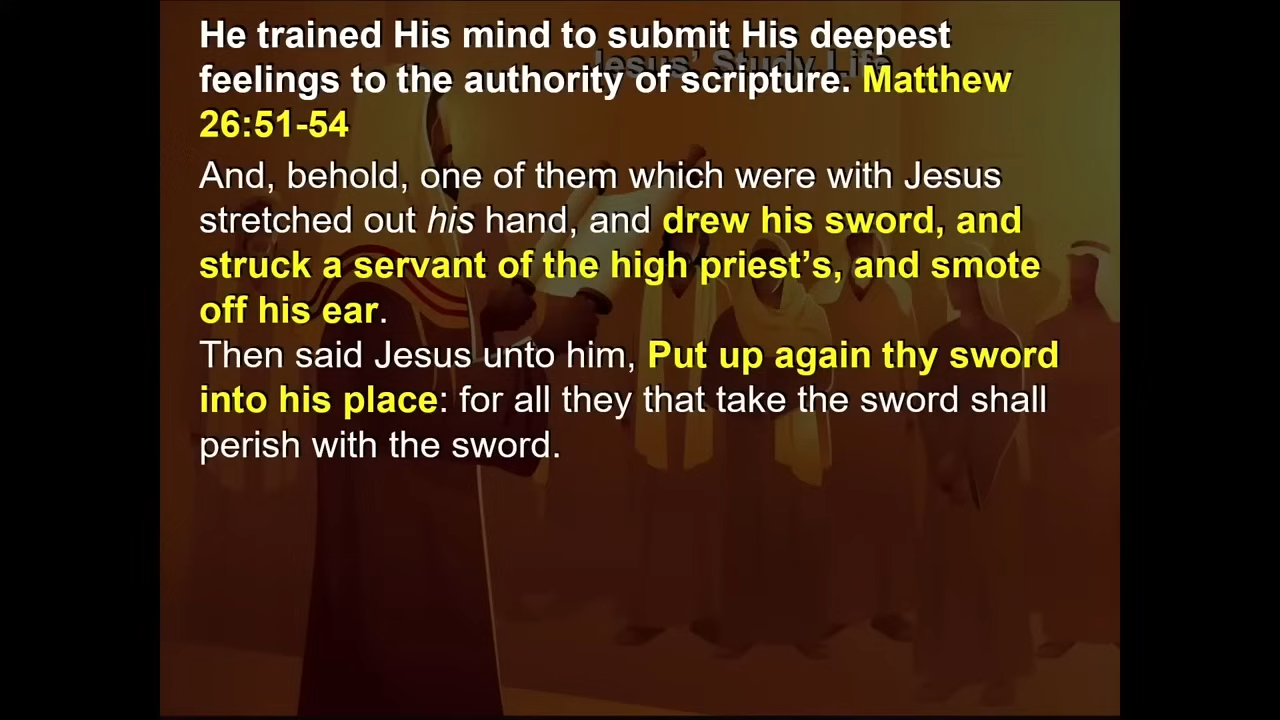 Jesus' Study Life
He trained His mind to submit His deepest
feelings to the authority of scripture. Matthew
26:51-54
And, behold, one of them which were with Jesus
stretched out his hand, and drew his sword, and
struck a servant of the high priest’s, and smote
off his ear.
Then said Jesus unto him, Put up again thy sword
into his place: for all they that take the sword shall
perish with the sword.